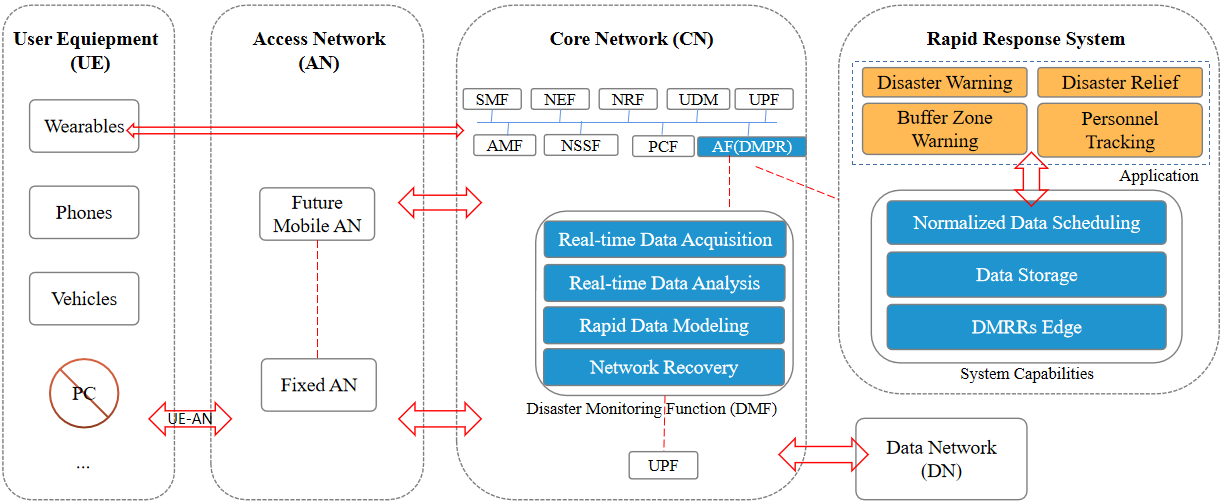 User Equiepment
(UE)
Wearables
Phones
Vehicles
PC
...
UE-AN
Access Network
(AN)
Future
Mobile AN
Fixed AN
Core Network (CN)
SMF
NEF
NRF
UDM
UPF
AMF
NSSF
PCF
AF(DMPR)
Real-time Data Acquisition
Real-time Data Analysis
Rapid Data Modeling
Network Recovery
Disaster Monitoring Function (DMF)
UPF
Rapid Response System
Disaster Warning
Disaster Relief
Buffer Zone
Warning
Personnel
Tracking
Application
Normalized Data Scheduling
Data Storage
DMRRs Edge
System Capabilities
Data Network
(DN)